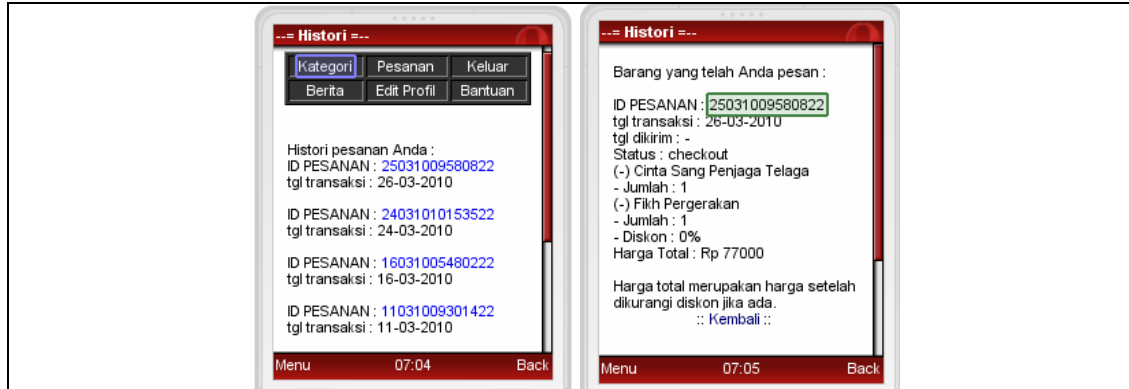 --= Histori =--
Kategori Pesanan Keluar
Berita Edit Profil Bantuan
Histori pesanan Anda :
ID PESANAN : 25031009580822
tgl transaksi : 26-03-2010
ID PESANAN : 24031010153522
tgl transaksi : 24-03-2010
ID PESANAN : 16031005480222
tgl transaksi : 16-03-2010
ID PESANAN : 11031009301422
tgl transaksi : 11-03-2010
Menu 07:04 Back
--= Histori =--
Barang yang telah Anda pesan :
ID PESANAN : 25031009580822
tgl transaksi : 26-03-2010
tgl dikirim : -
Status : checkout
(-) Cinta Sang Penjaga Telaga
- Jumlah : 1
(-) Fikh Pergerakan
- Jumlah : 1
- Diskon : 0%
Harga Total : Rp 77000
Harga total merupakan harga setelah
dikurangi diskon jika ada.
:: Kembali ::
Menu 07:05 Back